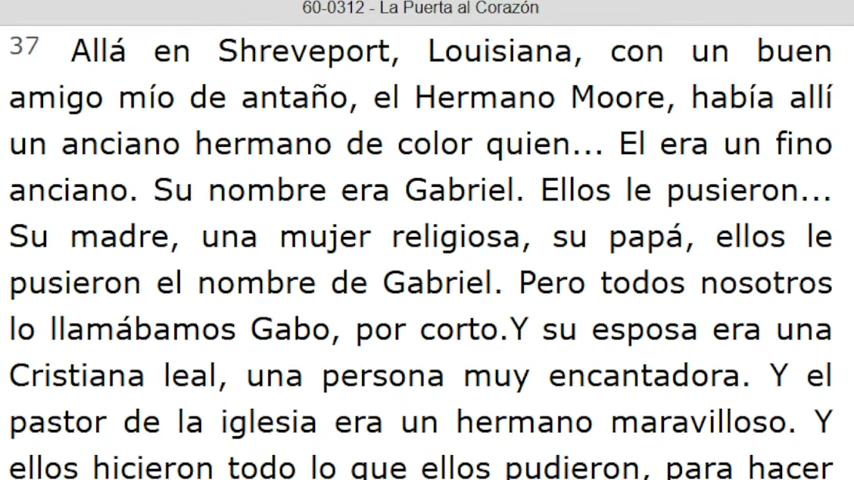 60-0312 - La Puerta al Corazón
37 Allá en Shreveport, Louisiana, con un buen
amigo mío de antaño, el Hermano Moore, había allí
un anciano hermano de color quien... El era un fino
anciano. Su nombre era Gabriel. Ellos le pusieron...
Su madre, una mujer religiosa, su papá, ellos le
pusieron el nombre de Gabriel. Pero todos nosotros
lo llamábamos Gabo, por corto.Y su esposa era una
Cristiana leal, una persona muy encantadora. Y el
pastor de la iglesia era un hermano maravilloso. Y
ellos hicieron todo lo que ellos pudieron, para hacer